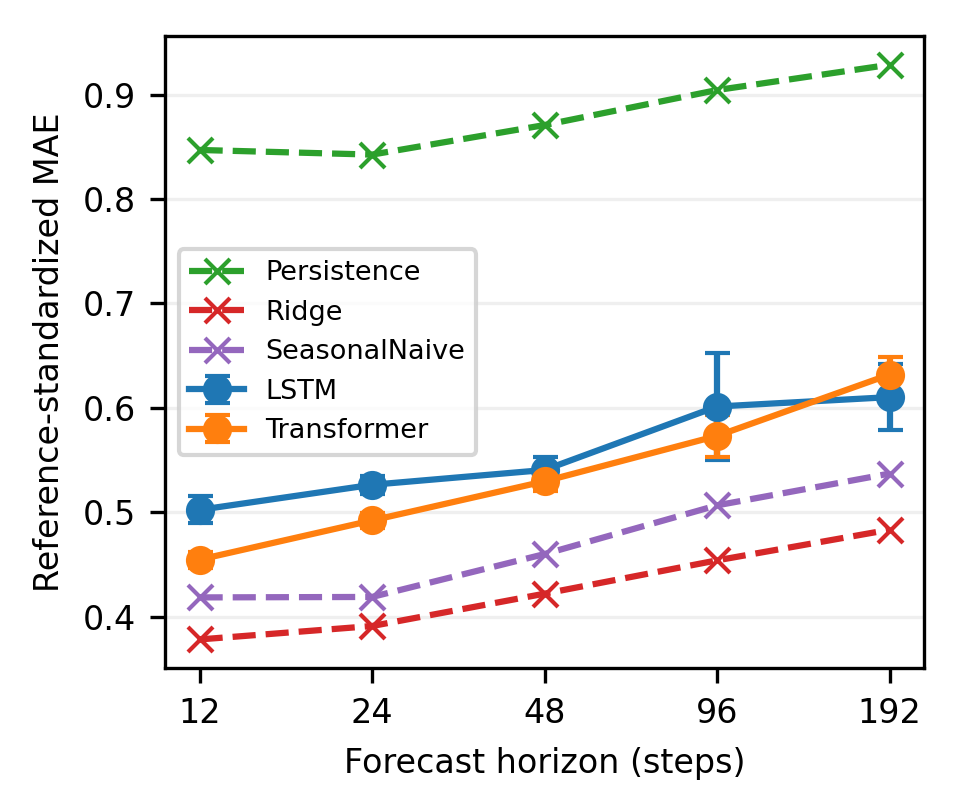 Reference-standardized MAE
0.9
0.8
0.7
0.6
0.5
0.4
Persistence
Ridge
SeasonalNaive
LSTM
Transformer
12 24 48 96 192
Forecast horizon (steps)